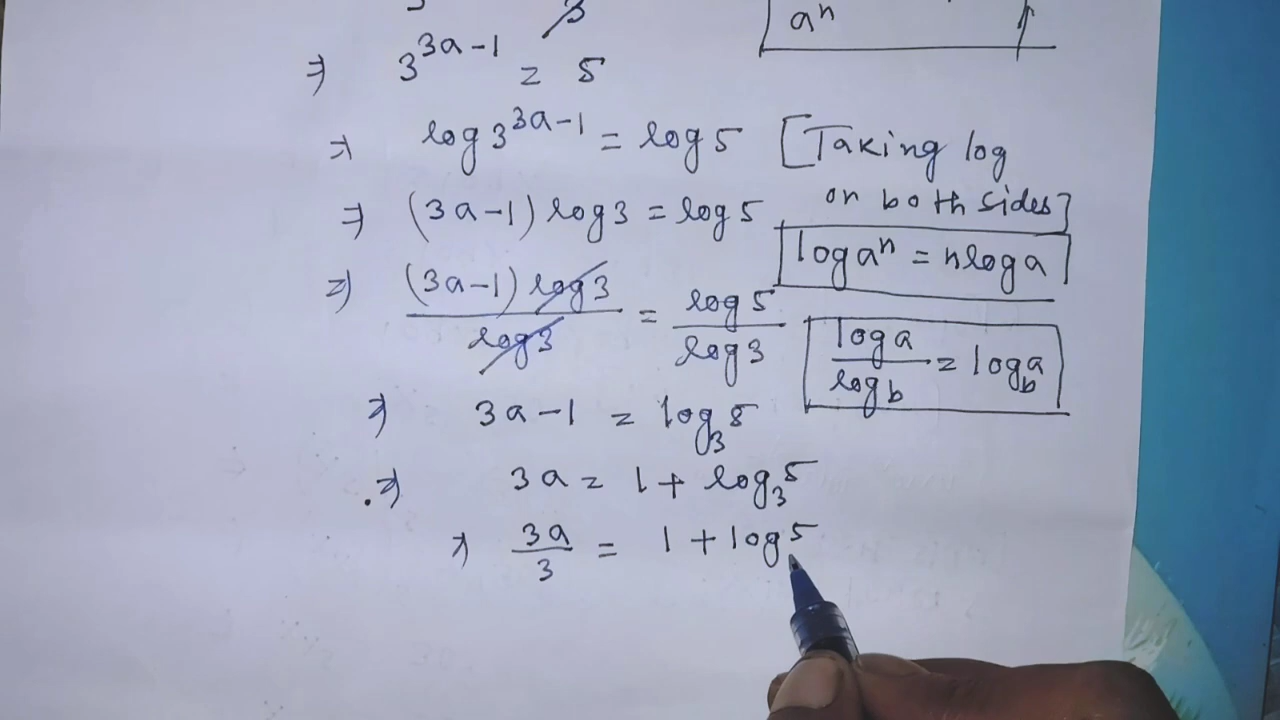 aⁿ
⇒ 3^(3a-1) = 5
⇒ log 3^(3a-1) = log 5 [Taking log on both sides]
⇒ (3a-1) log 3 = log 5
log aⁿ = n log a
⇒ (3a-1) log 3 / log 3 = log 5 / log 3
log a / log b = log_b a
⇒ 3a-1 = log₃ 5
⇒ 3a = 1 + log₃ 5
⇒ 3a/3 = 1 + log 5